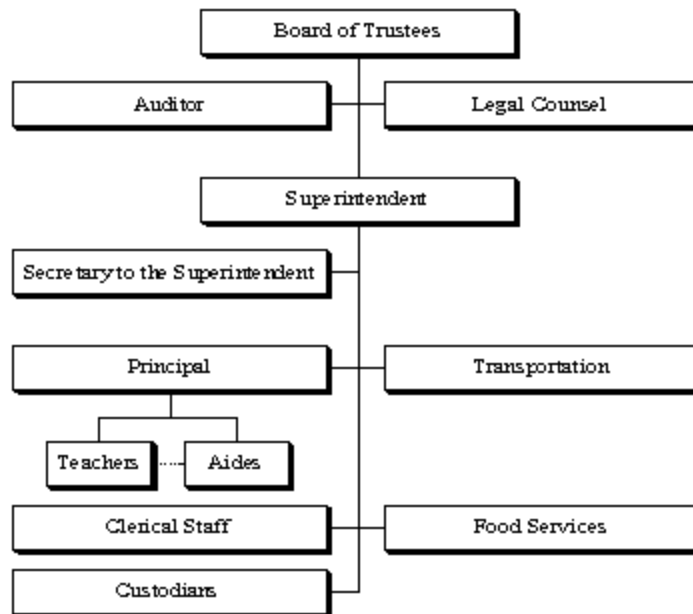 Board of Trustees
Auditor
Legal Counsel
Superintendent
Secretary to the Superintendent
Principal
Transportation
Teachers
Aides
Clerical Staff
Food Services
Custodians